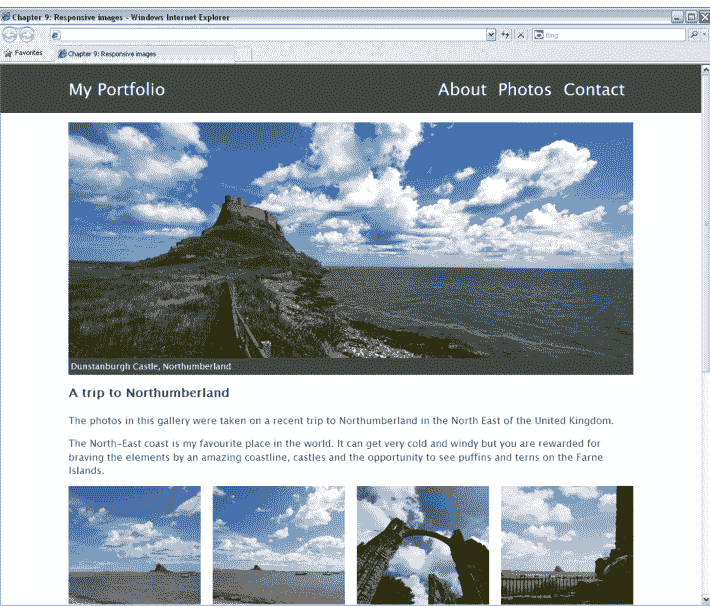 Chapter 9: Responsive images - Windows Internet Explorer
Bing
Favorites
Chapter 9: Responsive images
My Portfolio
About Photos Contact
Dunstanburgh Castle, Northumberland
A trip to Northumberland
The photos in this gallery were taken on a recent trip to Northumberland in the North East of the United Kingdom.
The North-East coast is my favourite place in the world. It can get very cold and windy but you are rewarded for
braving the elements by an amazing coastline, castles and the opportunity to see puffins and terns on the Farne
Islands.